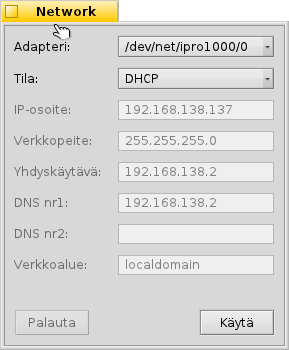 Network
Adapteri: /dev/net/ipro1000/0
Tila: DHCP
IP-osoite: 192.168.138.137
Verkkopeite: 255.255.255.0
Yhdyskäytävä: 192.168.138.2
DNS nr1: 192.168.138.2
DNS nr2:
Verkkoalue: localdomain
Palauta Käytä